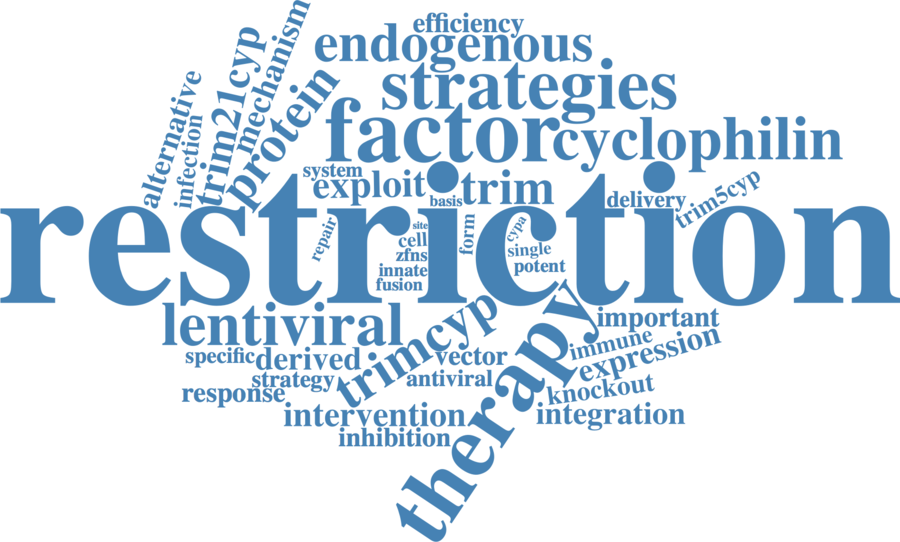 efficiency
endogenous
strategies
factor
cyclophilin
alternative
infection
trim21cyp
mechanism
protein
system
exploit
basis
trim
delivery
trim5cyp
restriction
repair
site
cell
zfns
innate
fusion
form
cypa
single
potent
lentiviral
important
specific
derived
trimcyp
vector
therapy
immune
expression
strategy
antiviral
knockout
response
intervention
integration
inhibition